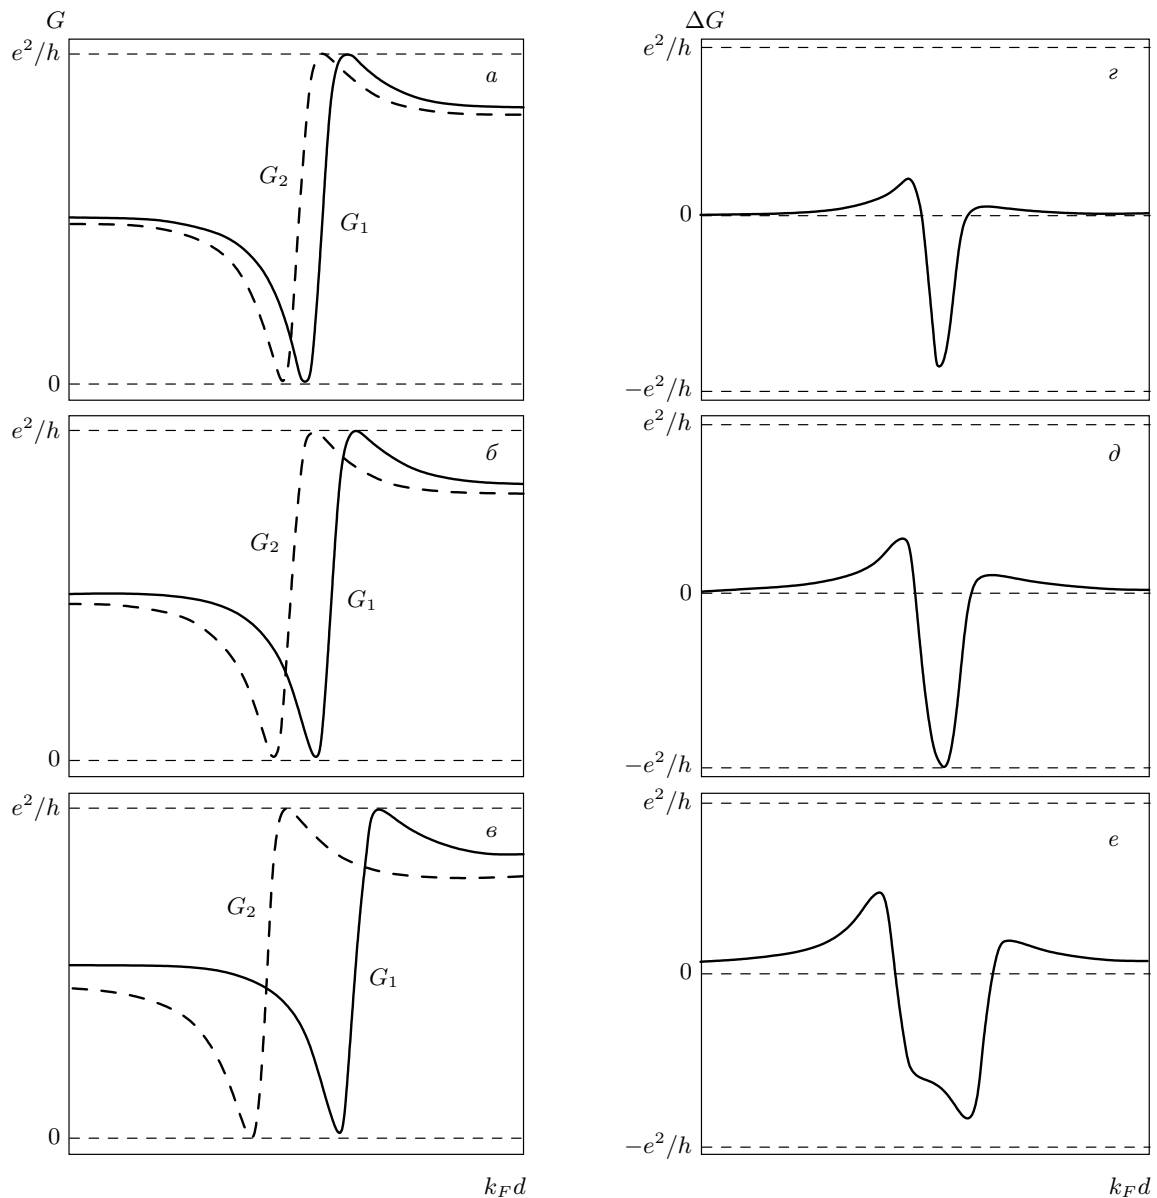 G
e²/h
а
G₂
G₁
0
e²/h
б
G₂
G₁
0
e²/h
в
G₂
G₁
0
k_F d
ΔG
e²/h
г
0
−e²/h
e²/h
д
0
−e²/h
e²/h
е
0
−e²/h
k_F d